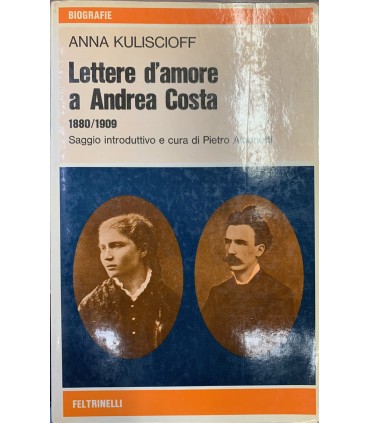 BIOGRAFIE
ANNA KULISCIOFF
Lettere d'amore
a Andrea Costa
1880/1909
Saggio introduttivo e cura di Pietro
FELTRINELLI